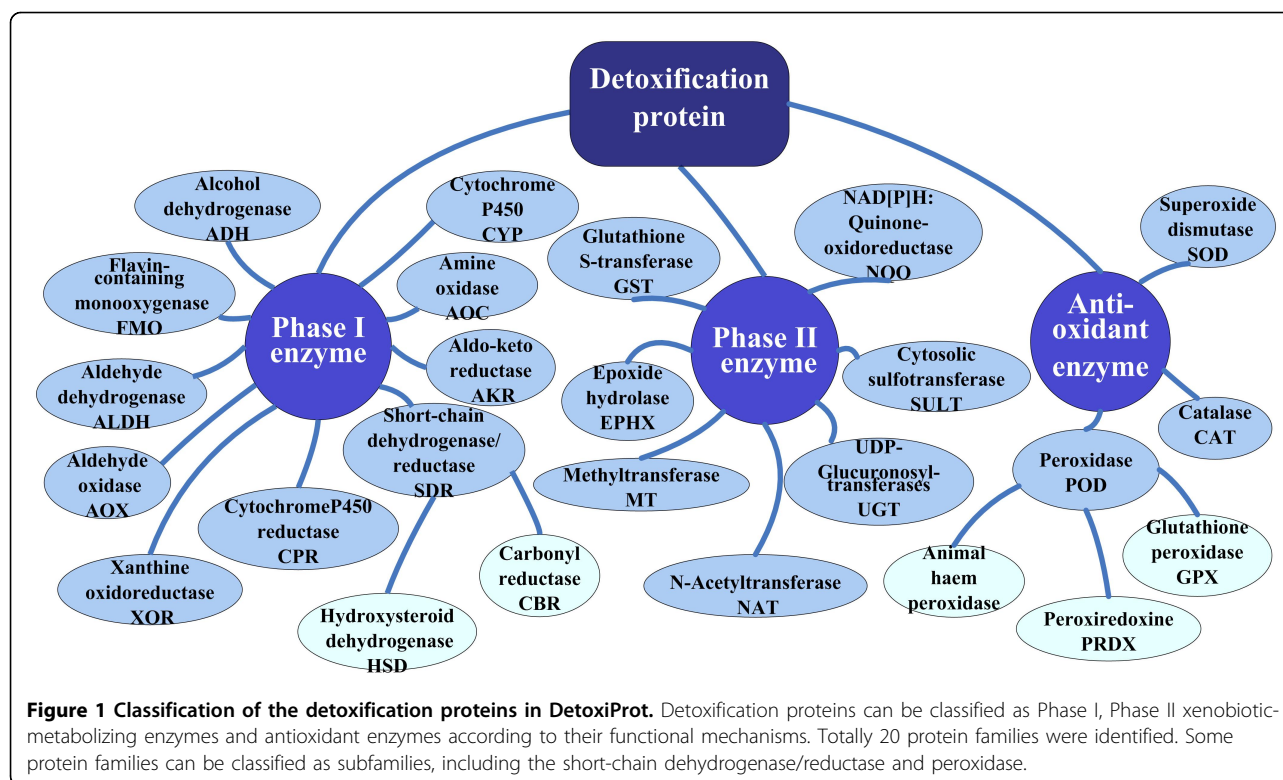 Detoxification
protein
Alcohol
dehydrogenase
ADH
Cytochrome
P450
CYP
Flavin-
containing
monooxygenase
FMO
Amine
oxidase
AOC
Phase I
enzyme
Aldehyde
dehydrogenase
ALDH
Aldo-keto
reductase
AKR
Aldehyde
oxidase
AOX
Short-chain
dehydrogenase/
reductase
SDR
CytochromeP450
reductase
CPR
Xanthine
oxidoreductase
XOR
Hydroxysteroid
dehydrogenase
HSD
Carbonyl
reductase
CBR
Glutathione
S-transferase
GST
NAD[P]H:
Quinone-
oxidoreductase
NQO
Phase II
enzyme
Epoxide
hydrolase
EPHX
Cytosolic
sulfotransferase
SULT
Methyltransferase
MT
UDP-
Glucuronosyl-
transferases
UGT
N-Acetyltransferase
NAT
Superoxide
dismutase
SOD
Anti-
oxidant
enzyme
Catalase
CAT
Peroxidase
POD
Animal
haem
peroxidase
Peroxiredoxine
PRDX
Glutathione
peroxidase
GPX
Figure 1 Classification of the detoxification proteins in DetoxiProt. Detoxification proteins can be classified as Phase I, Phase II xenobiotic-
metabolizing enzymes and antioxidant enzymes according to their functional mechanisms. Totally 20 protein families were identified. Some
protein families can be classified as subfamilies, including the short-chain dehydrogenase/reductase and peroxidase.